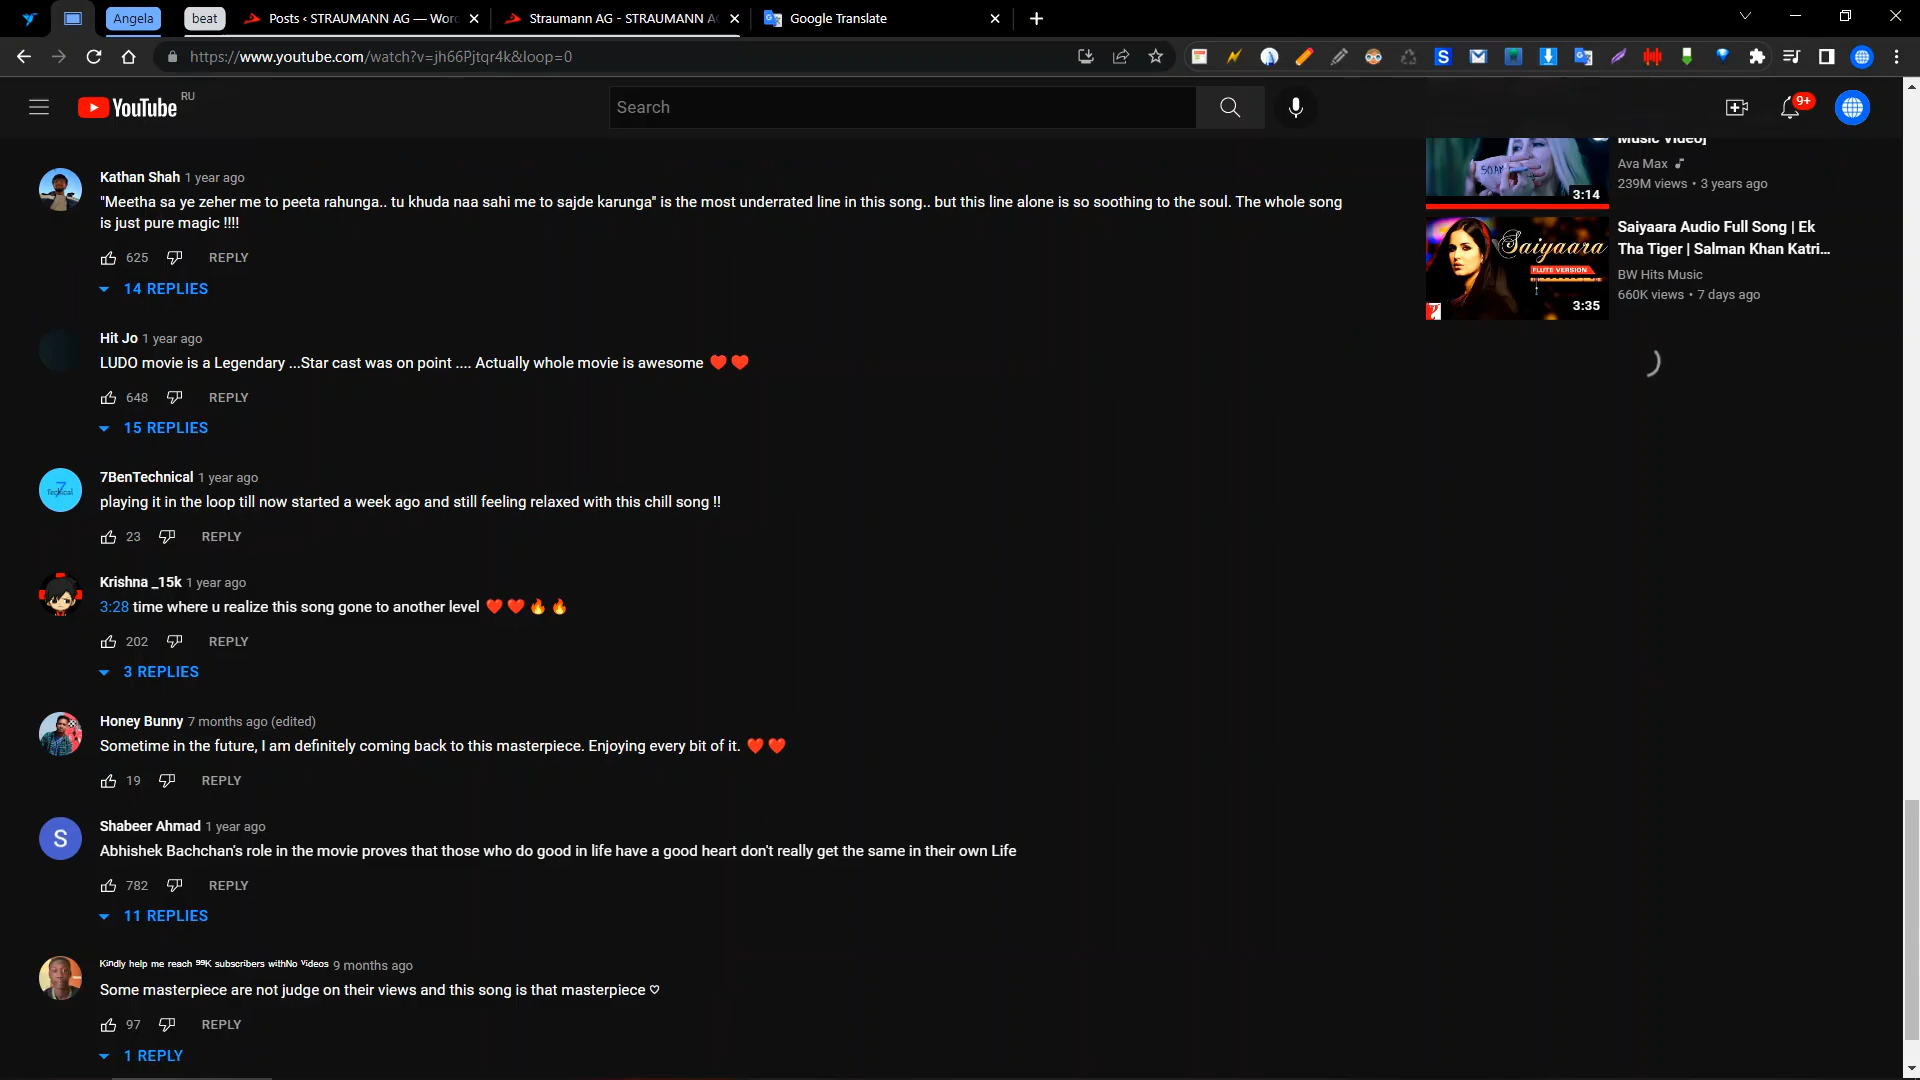 Angela
beat
Posts ‹ STRAUMANN AG — Wor
Straumann AG - STRAUMANN A
Google Translate
https://www.youtube.com/watch?v=jh66Pjtqr4k&loop=0
YouTube
RU
Search
9+
Kathan Shah 1 year ago
"Meetha sa ye zeher me to peeta rahunga.. tu khuda naa sahi me to sajde karunga" is the most underrated line in this song.. but this line alone is so soothing to the soul. The whole song
is just pure magic !!!!
625 REPLY
14 REPLIES
Hit Jo 1 year ago
LUDO movie is a Legendary ...Star cast was on point .... Actually whole movie is awesome ❤️❤️
648 REPLY
15 REPLIES
7
Technical
7BenTechnical 1 year ago
playing it in the loop till now started a week ago and still feeling relaxed with this chill song !!
23 REPLY
Krishna _15k 1 year ago
3:28 time where u realize this song gone to another level ❤️❤️🔥🔥
202 REPLY
3 REPLIES
Honey Bunny 7 months ago (edited)
Sometime in the future, I am definitely coming back to this masterpiece. Enjoying every bit of it. ❤️❤️
19 REPLY
S
Shabeer Ahmad 1 year ago
Abhishek Bachchan's role in the movie proves that those who do good in life have a good heart don't really get the same in their own Life
782 REPLY
11 REPLIES
Kindly help me reach 99K subscribers withNo Videos 9 months ago
Some masterpiece are not judge on their views and this song is that masterpiece ♡
97 REPLY
1 REPLY
Music Video]
Ava Max
239M views • 3 years ago
3:14
Saiyaara
FLUTE VERSION
3:35
Saiyaara Audio Full Song | Ek
Tha Tiger | Salman Khan Katri...
BW Hits Music
660K views • 7 days ago